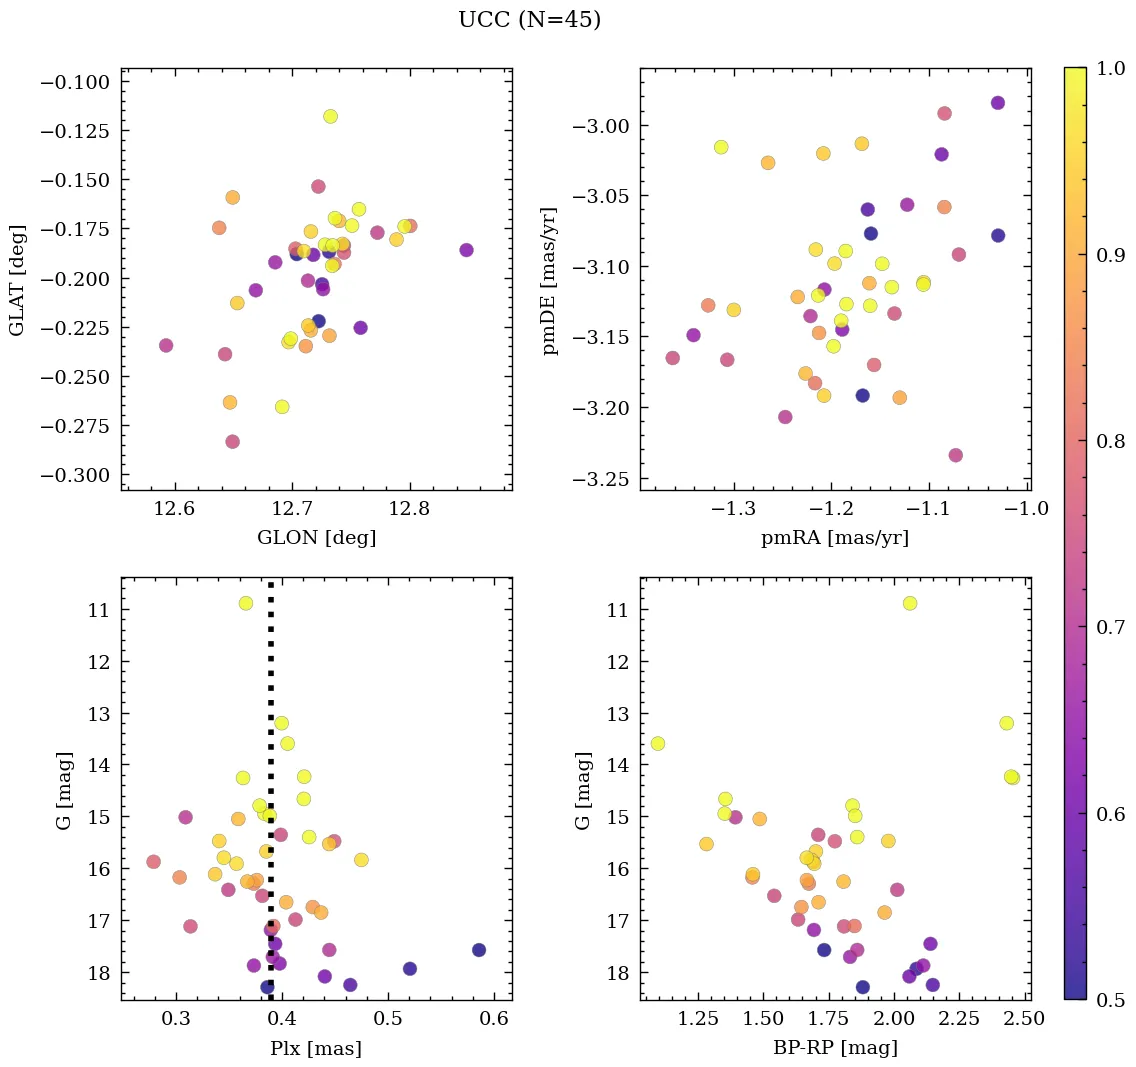 UCC (N=45)
−0.100
−0.125
−0.150
−0.175
−0.200
−0.225
−0.250
−0.275
−0.300
GLAT [deg]
12.6 12.7 12.8
GLON [deg]
−3.00
−3.05
−3.10
−3.15
−3.20
−3.25
pmDE [mas/yr]
−1.3 −1.2 −1.1 −1.0
pmRA [mas/yr]
11
12
13
14
15
16
17
18
G [mag]
0.3 0.4 0.5 0.6
Plx [mas]
11
12
13
14
15
16
17
18
G [mag]
1.25 1.50 1.75 2.00 2.25 2.50
BP-RP [mag]
1.0
0.9
0.8
0.7
0.6
0.5